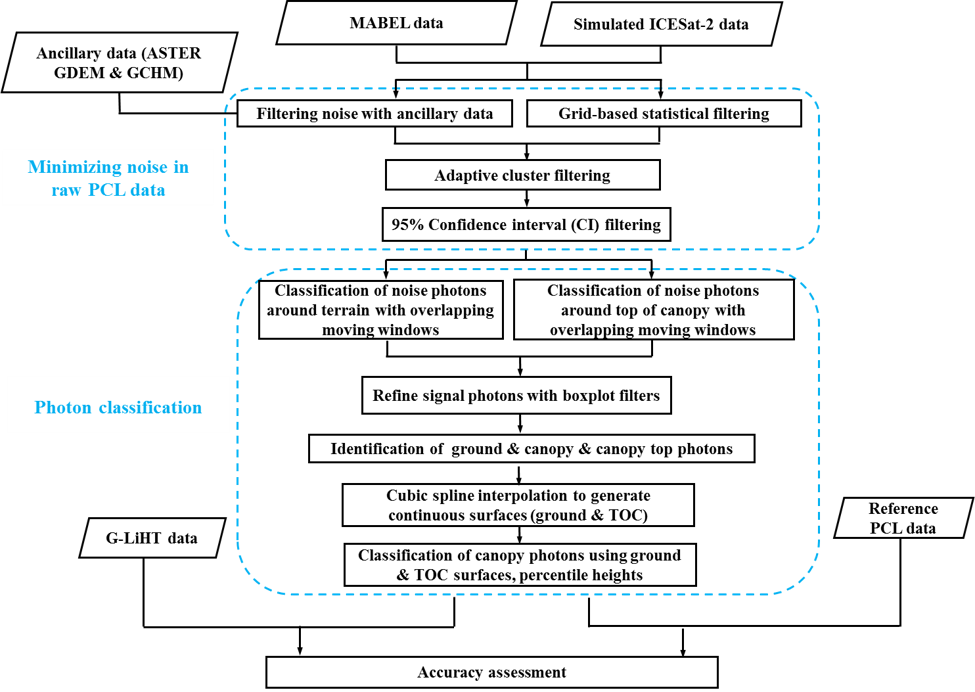 MABEL data
Simulated ICESat-2 data
Ancillary data (ASTER
GDEM & GCHM)
Filtering noise with ancillary data
Grid-based statistical filtering
Minimizing noise in
raw PCL data
Adaptive cluster filtering
95% Confidence interval (CI) filtering
Classification of noise photons
around terrain with overlapping
moving windows
Classification of noise photons
around top of canopy with
overlapping moving windows
Photon classification
Refine signal photons with boxplot filters
Identification of ground & canopy & canopy top photons
Cubic spline interpolation to generate
continuous surfaces (ground & TOC)
G-LiHT data
Reference
PCL data
Classification of canopy photons using ground
& TOC surfaces, percentile heights
Accuracy assessment